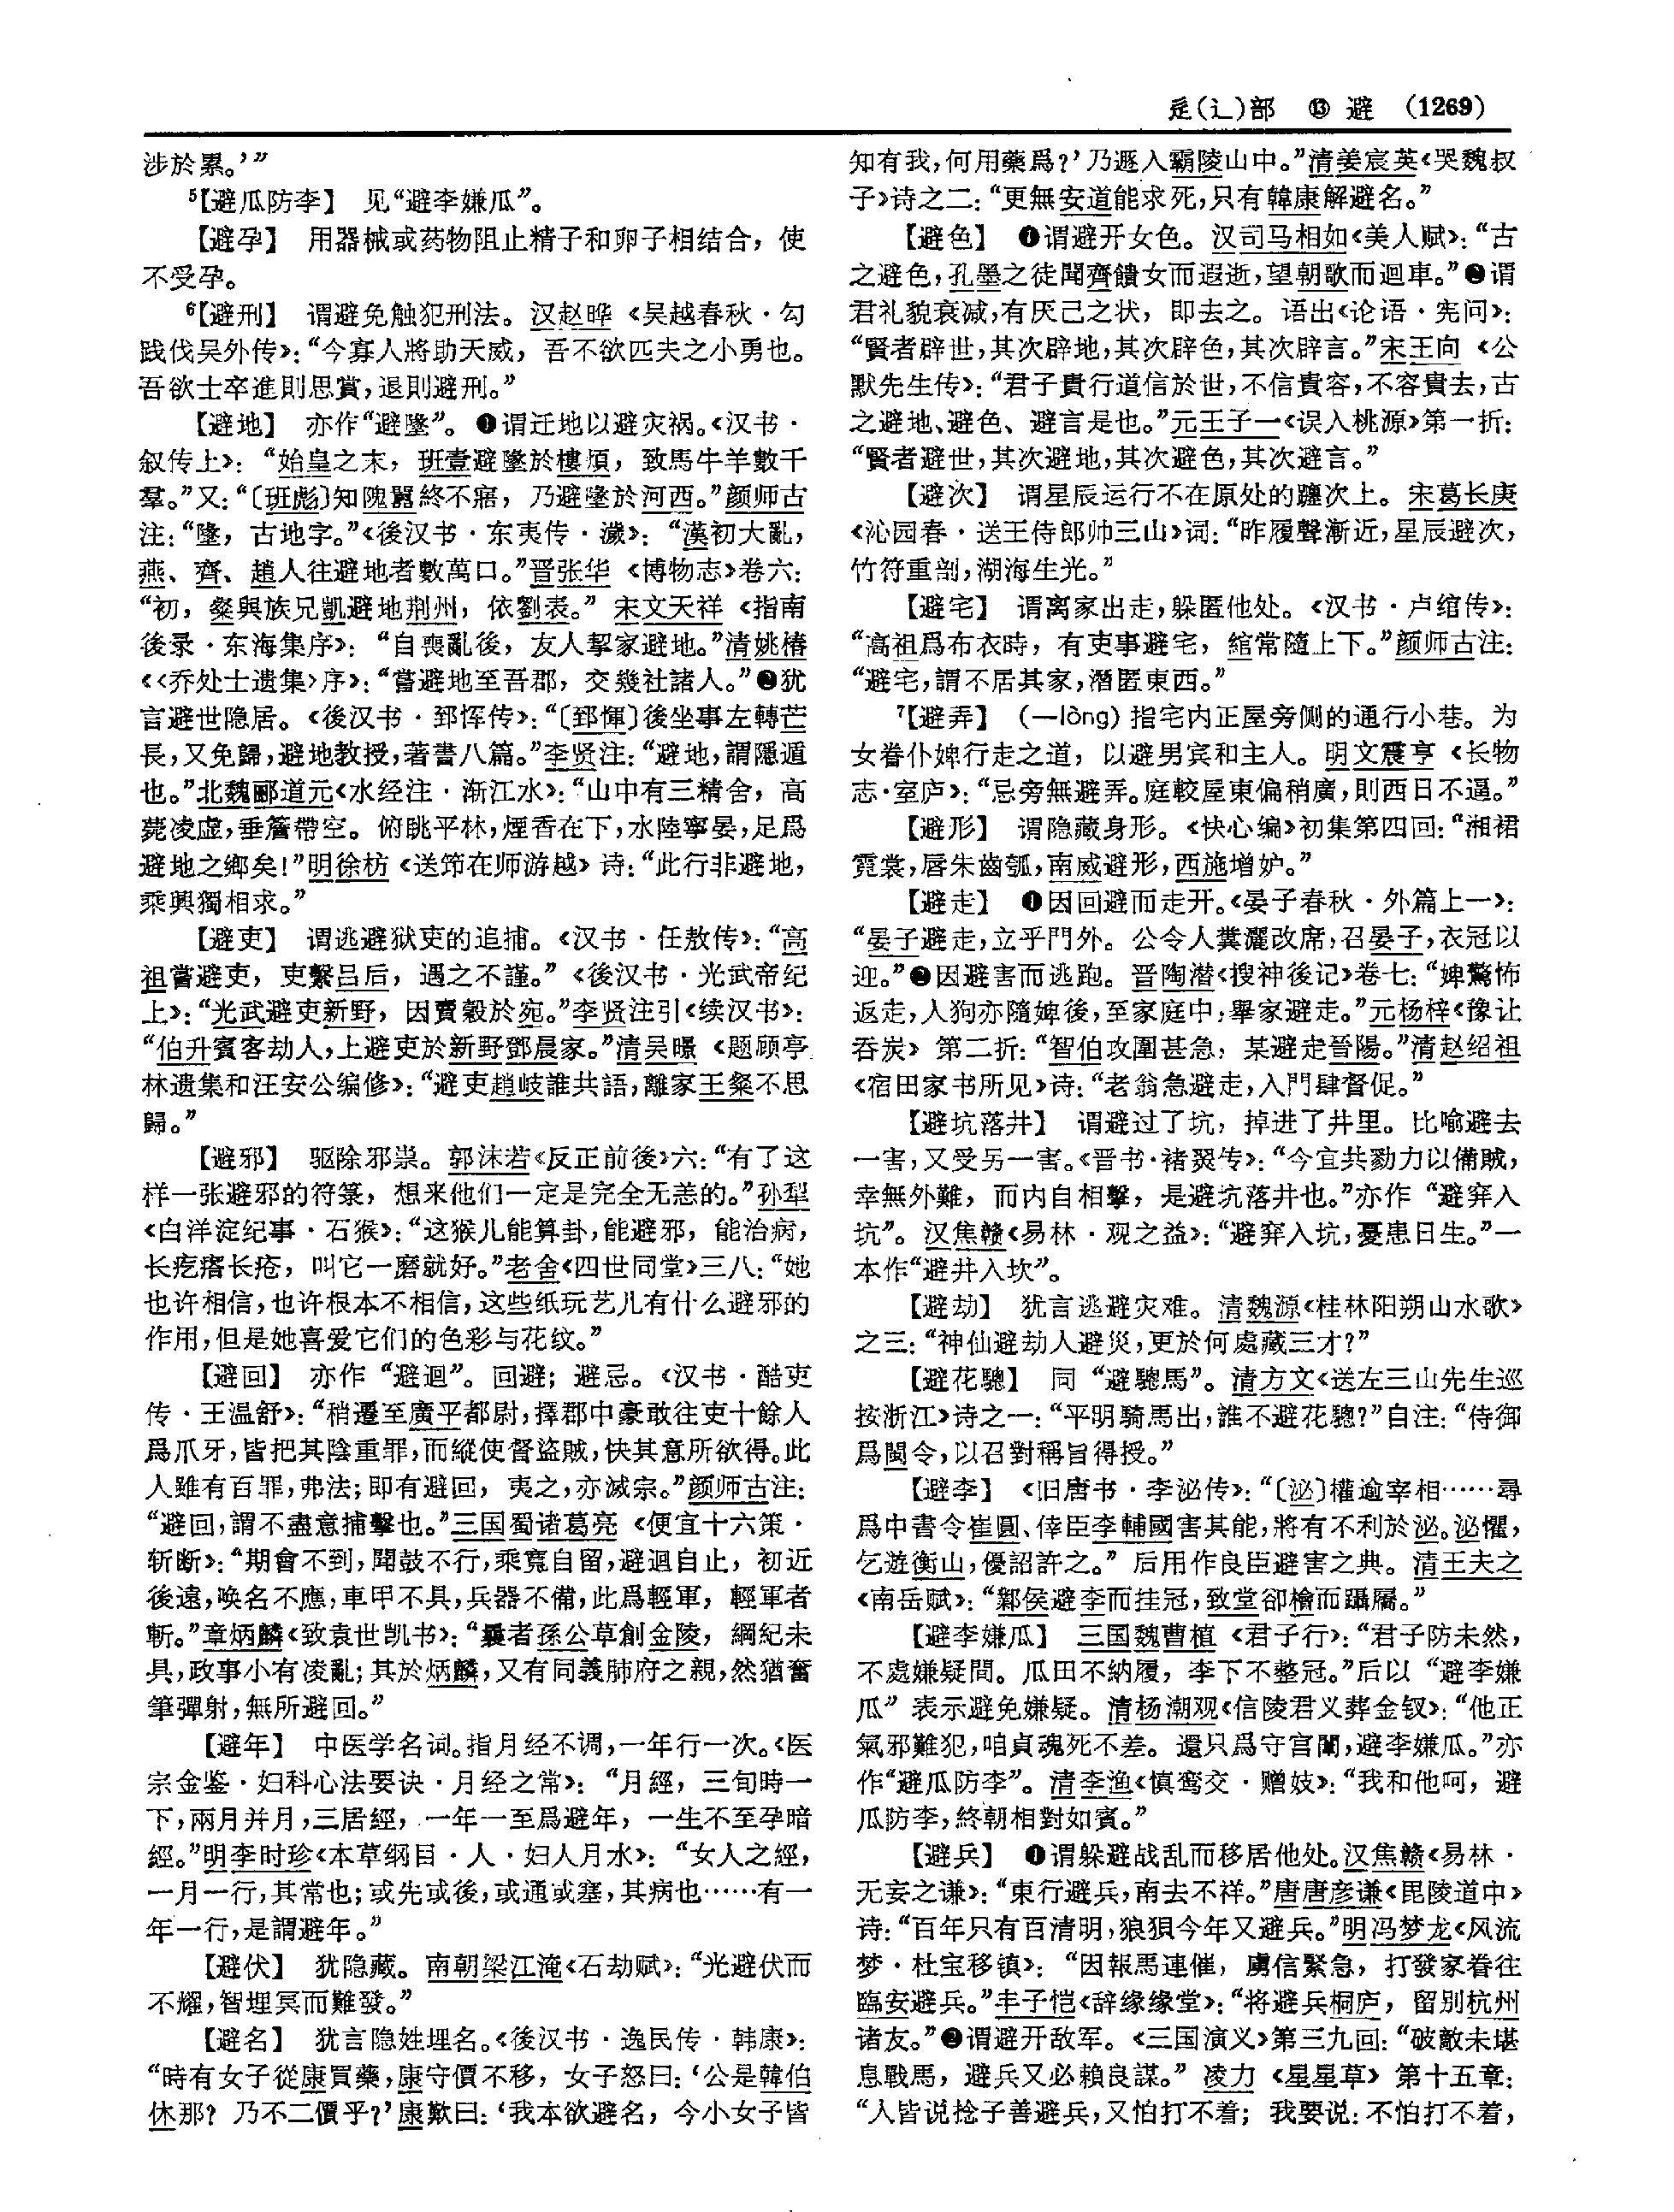 辵(辶)部　⑬　避　(1269)
涉於累。’”
⁵【避瓜防李】　见“避李嫌瓜”。
【避孕】　用器械或药物阻止精子和卵子相结合，使
不受孕。
⁶【避刑】　谓避免触犯刑法。汉赵晔《吴越春秋·勾
践伐吴外传》：“今寡人將助天威，吾不欲匹夫之小勇也。
吾欲士卒進則思賞，退則避刑。”
【避地】　亦作“避墬”。❶谓迁地以避灾祸。《汉书·
叙传上》：“始皇之末，班壹避墬於樓煩，致馬牛羊數千
羣。”又：“〔班彪〕知隗囂終不寤，乃避墬於河西。”颜师古
注：“墬，古地字。”《後汉书·东夷传·濊》：“漢初大亂，
燕、齊、趙人往避地者數萬口。”晋张华《博物志》卷六：
“初，粲與族兄凱避地荆州，依劉表。”宋文天祥《指南
後录·东海集序》：“自喪亂後，友人挈家避地。”清姚椿
《〈乔处士遗集〉序》：“嘗避地至吾郡，交幾社諸人。”❷犹
言避世隐居。《後汉书·郅恽传》：“〔郅惲〕後坐事左轉芒
長，又免歸，避地教授，著書八篇。”李贤注：“避地，謂隱遁
也。”北魏郦道元《水经注·渐江水》：“山中有三精舍，高
甍凌虚，垂簷帶空。俯眺平林，煙杳在下，水陸寧晏，足爲
避地之鄉矣！”明徐枋《送笻在师游越》诗：“此行非避地，
乘興獨相求。”
【避吏】　谓逃避狱吏的追捕。《汉书·任敖传》：“高
祖嘗避吏，吏繫吕后，遇之不謹。”《後汉书·光武帝纪
上》：“光武避吏新野，因賣穀於宛。”李贤注引《续汉书》：
“伯升賓客劫人，上避吏於新野鄧晨家。”清吴暻《题顾亭
林遗集和汪安公编修》：“避吏趙岐誰共語，離家王粲不思
歸。”
【避邪】　驱除邪祟。郭沫若《反正前後》六：“有了这
样一张避邪的符箓，想来他们一定是完全无恙的。”孙犁
《白洋淀纪事·石猴》：“这猴儿能算卦，能避邪，能治病，
长疙瘩长疮，叫它一磨就好。”老舍《四世同堂》三八：“她
也许相信，也许根本不相信，这些纸玩艺儿有什么避邪的
作用，但是她喜爱它们的色彩与花纹。”
【避回】　亦作“避迴”。回避；避忌。《汉书·酷吏
传·王温舒》：“稍遷至廣平都尉，擇郡中豪敢往吏十餘人
爲爪牙，皆把其陰重罪，而縱使督盜賊，快其意所欲得。此
人雖有百罪，弗法；即有避回，夷之，亦滅宗。”颜师古注：
“避回，謂不盡意捕擊也。”三国蜀诸葛亮《便宜十六策·
斩断》：“期會不到，聞鼓不行，乘寬自留，避迴自止，初近
後遠，唤名不應，車甲不具，兵器不備，此爲輕軍，輕軍者
斬。”章炳麟《致袁世凯书》：“曩者孫公草創金陵，綱紀未
具，政事小有凌亂；其於炳麟，又有同義肺府之親，然猶奮
筆彈射，無所避回。”
【避年】　中医学名词。指月经不调，一年行一次。《医
宗金鉴·妇科心法要诀·月经之常》：“月經，三旬時一
下，兩月并月，三居經，一年一至爲避年，一生不至孕暗
經。”明李时珍《本草纲目·人·妇人月水》：“女人之經，
一月一行，其常也；或先或後，或通或塞，其病也……有一
年一行，是謂避年。”
【避伏】　犹隐藏。南朝梁江淹《石劫赋》：“光避伏而
不耀，智埋冥而難發。”
【避名】　犹言隐姓埋名。《後汉书·逸民传·韩康》：
“時有女子從康買藥，康守價不移，女子怒曰：‘公是韓伯
休那？乃不二價乎？’康歎曰：‘我本欲避名，今小女子皆
知有我，何用藥爲？’乃遯入霸陵山中。”清姜宸英《哭魏叔
子》诗之二：“更無安道能求死，只有韓康解避名。”
【避色】　❶谓避开女色。汉司马相如《美人赋》：“古
之避色，孔墨之徒聞齊饋女而遐逝，望朝歌而迴車。”❷谓
君礼貌衰减，有厌己之状，即去之。语出《论语·宪问》：
“賢者辟世，其次辟地，其次辟色，其次辟言。”宋王向《公
默先生传》：“君子貴行道信於世，不信貴容，不容貴去，古
之避地、避色、避言是也。”元王子一《误入桃源》第一折：
“賢者避世，其次避地，其次避色，其次避言。”
【避次】　谓星辰运行不在原处的躔次上。宋葛长庚
《沁园春·送王侍郎帅三山》词：“昨履聲漸近，星辰避次，
竹符重剖，湖海生光。”
【避宅】　谓离家出走，躲匿他处。《汉书·卢绾传》：
“高祖爲布衣時，有吏事避宅，綰常隨上下。”颜师古注：
“避宅，謂不居其家，潛匿東西。”
⁷【避弄】　(—lòng) 指宅内正屋旁侧的通行小巷。为
女眷仆婢行走之道，以避男宾和主人。明文震亨《长物
志·室庐》：“忌旁無避弄。庭較屋東偏稍廣，則西日不逼。”
【避形】　谓隐藏身形。《快心编》初集第四回：“湘裙
霓裳，唇朱齒瓠，南威避形，西施增妒。”
【避走】　❶因回避而走开。《晏子春秋·外篇上一》：
“晏子避走，立乎門外。公令人糞灑改席，召晏子，衣冠以
迎。”❷因避害而逃跑。晋陶潜《搜神後记》卷七：“婢驚怖
返走，人狗亦隨婢後，至家庭中，舉家避走。”元杨梓《豫让
吞炭》第二折：“智伯攻圍甚急，某避走晉陽。”清赵绍祖
《宿田家书所见》诗：“老翁急避走，入門肆督促。”
【避坑落井】　谓避过了坑，掉进了井里。比喻避去
一害，又受另一害。《晋书·褚翜传》：“今宜共勠力以備賊，
幸無外難，而内自相擊，是避坑落井也。”亦作“避穽入
坑”。汉焦赣《易林·观之益》：“避穽入坑，憂患日生。”一
本作“避井入坎”。
【避劫】　犹言逃避灾难。清魏源《桂林阳朔山水歌》
之三：“神仙避劫人避災，更於何處藏三才？”
【避花驄】　同“避驄馬”。清方文《送左三山先生巡
按浙江》诗之一：“平明騎馬出，誰不避花驄？”自注：“侍御
爲閩令，以召對稱旨得授。”
【避李】　《旧唐书·李泌传》：“〔泌〕權逾宰相……尋
爲中書令崔圓、倖臣李輔國害其能，將有不利於泌。泌懼，
乞遊衡山，優詔許之。”后用作良臣避害之典。清王夫之
《南岳赋》：“鄴侯避李而挂冠，致堂卻檜而躡屩。”
【避李嫌瓜】　三国魏曹植《君子行》：“君子防未然，
不處嫌疑間。瓜田不納履，李下不整冠。”后以“避李嫌
瓜”表示避免嫌疑。清杨潮观《信陵君义葬金钗》：“他正
氣邪難犯，咱貞魂死不差。還只爲守宫闈，避李嫌瓜。”亦
作“避瓜防李”。清李渔《慎鸾交·赠妓》：“我和他呵，避
瓜防李，終朝相對如賓。”
【避兵】　❶谓躲避战乱而移居他处。汉焦赣《易林·
无妄之谦》：“東行避兵，南去不祥。”唐唐彦谦《毘陵道中》
诗：“百年只有百清明，狼狽今年又避兵。”明冯梦龙《风流
梦·杜宝移镇》：“因報馬連催，虜信緊急，打發家眷往
臨安避兵。”丰子恺《辞缘缘堂》：“将避兵桐庐，留别杭州
诸友。”❷谓避开敌军。《三国演义》第三九回：“破敵未堪
息戰馬，避兵又必賴良謀。”凌力《星星草》第十五章：
“人皆说捻子善避兵，又怕打不着；我要说：不怕打不着，